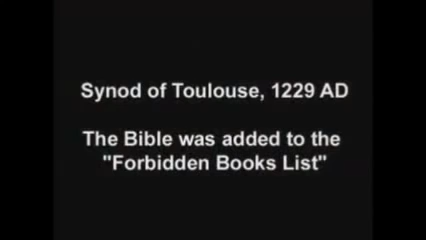 Synod of Toulouse, 1229 AD
The Bible was added to the
"Forbidden Books List"